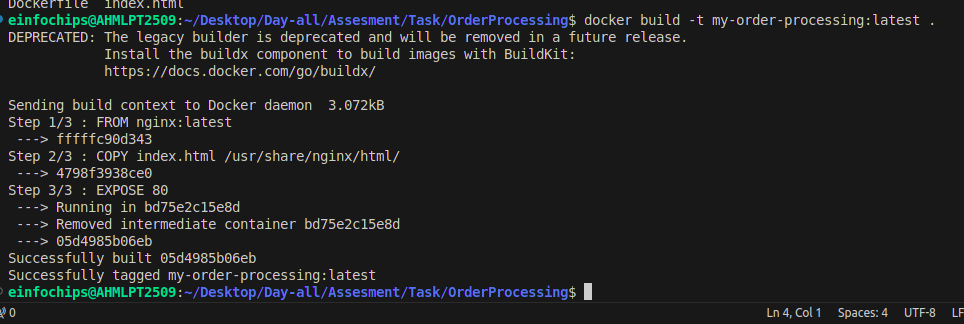 Dockerfile  index.html
einfochips@AHMLPT2509:~/Desktop/Day-all/Assesment/Task/OrderProcessing$ docker build -t my-order-processing:latest .
DEPRECATED: The legacy builder is deprecated and will be removed in a future release.
            Install the buildx component to build images with BuildKit:
            https://docs.docker.com/go/buildx/
Sending build context to Docker daemon  3.072kB
Step 1/3 : FROM nginx:latest
 ---> fffffc90d343
Step 2/3 : COPY index.html /usr/share/nginx/html/
 ---> 4798f3938ce0
Step 3/3 : EXPOSE 80
 ---> Running in bd75e2c15e8d
 ---> Removed intermediate container bd75e2c15e8d
 ---> 05d4985b06eb
Successfully built 05d4985b06eb
Successfully tagged my-order-processing:latest
einfochips@AHMLPT2509:~/Desktop/Day-all/Assesment/Task/OrderProcessing$
0 Ln 4, Col 1 Spaces: 4 UTF-8 LF